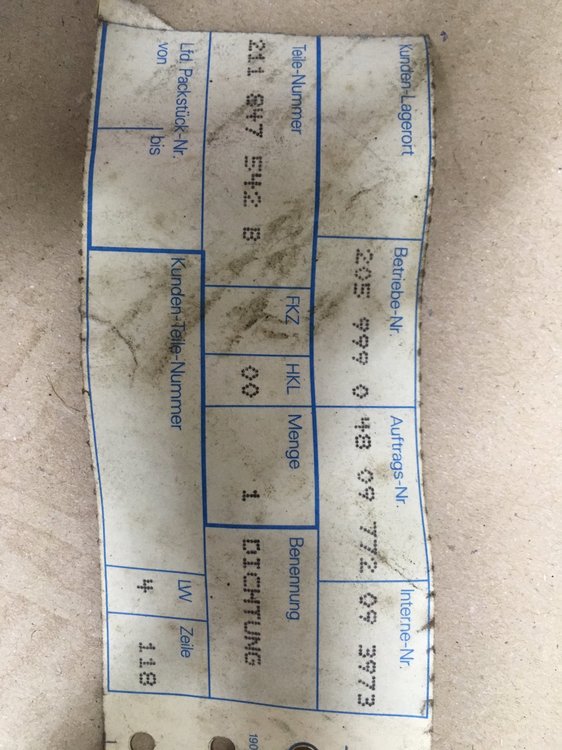 Kunden-Lagerort Betriebe-Nr. Auftrags-Nr. Interne-Nr.
205 999 0 48 09 772 09 3973
Teile-Nummer FKZ HKL Menge Benennung
211 847 542 B 00 1 DICHTUNG
Lfd. Packstück-Nr. Kunden-Teile-Nummer LW Zeile
von bis 4 118
190